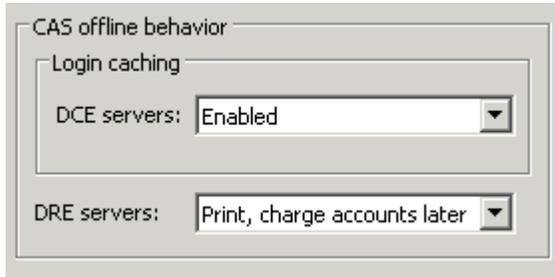 CAS offline behavior
Login caching
DCE servers: Enabled
DRE servers: Print, charge accounts later